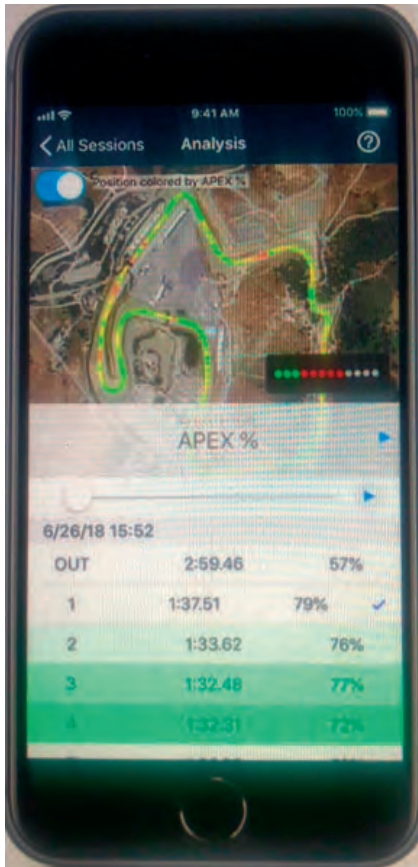 9:41 AM 100%
All Sessions Analysis ?
Position colored by APEX %
APEX %
6/26/18 15:52
OUT 2:59.46 57%
1 1:37.51 79%
2 1:33.62 76%
3 1:32.48 77%
4 1:32.31 72%